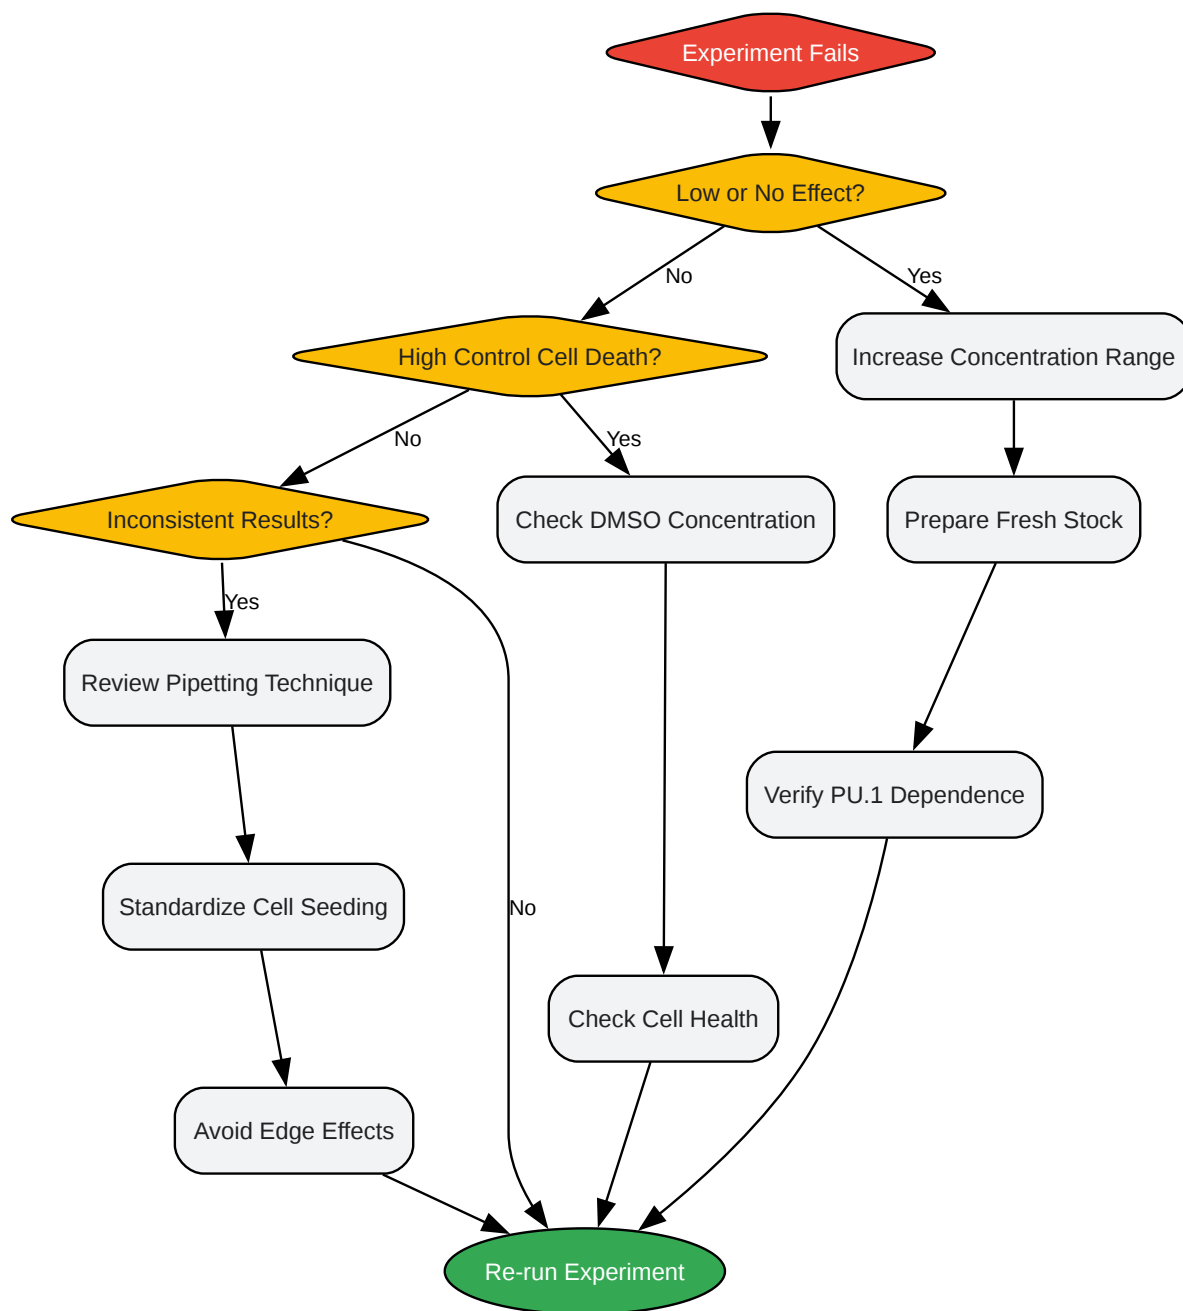 Experiment Fails
Low or No Effect?
No
Yes
High Control Cell Death?
Increase Concentration Range
No
Yes
Inconsistent Results?
Check DMSO Concentration
Prepare Fresh Stock
Yes
Review Pipetting Technique
Verify PU.1 Dependence
Standardize Cell Seeding
No
Check Cell Health
Avoid Edge Effects
Re-run Experiment